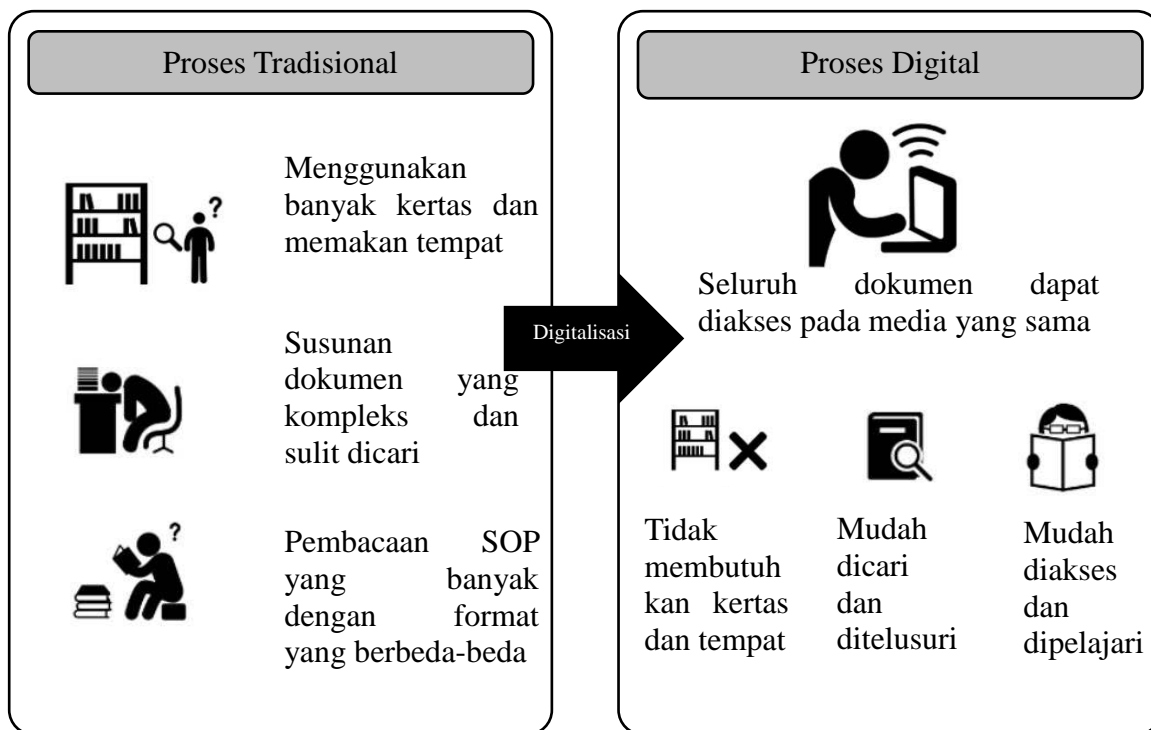 Proses Tradisional
?
Menggunakan
banyak kertas dan
memakan tempat
Susunan
dokumen yang
kompleks dan
sulit dicari
?
Pembacaan SOP
yang banyak
dengan format
yang berbeda-beda
Digitalisasi
Proses Digital
Seluruh dokumen dapat
diakses pada media yang sama
Tidak
membutuh
kan kertas
dan tempat
Mudah
dicari
dan
ditelusuri
Mudah
diakses
dan
dipelajari